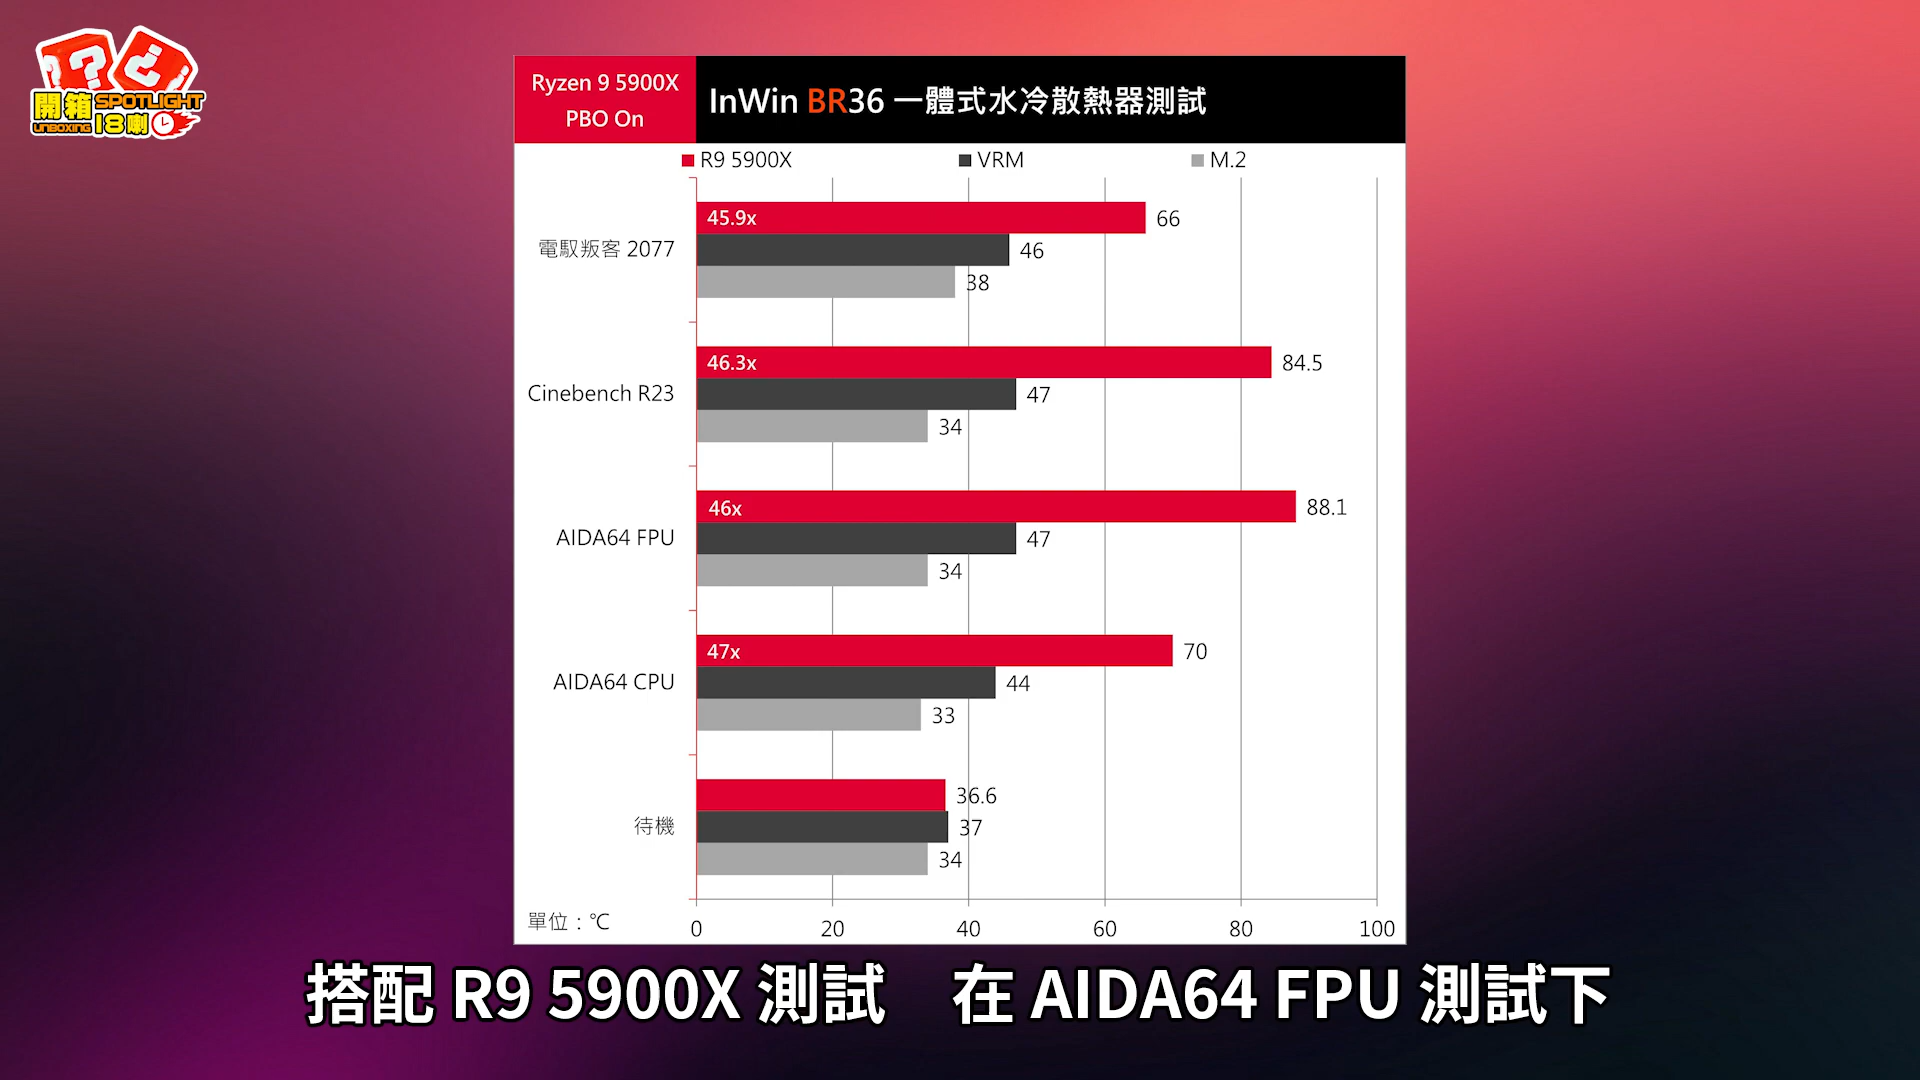 開箱 SPOTLIGHT
UNBOXING 18喇
Ryzen 9 5900X
PBO On
InWin BR36 一體式水冷散熱器測試
R9 5900X VRM M.2
電馭叛客 2077
45.9x 66
46
38
Cinebench R23
46.3x 84.5
47
34
AIDA64 FPU
46x 88.1
47
34
AIDA64 CPU
47x 70
44
33
待機
36.6
37
34
單位：℃
0 20 40 60 80 100
搭配 R9 5900X 測試 在 AIDA64 FPU 測試下